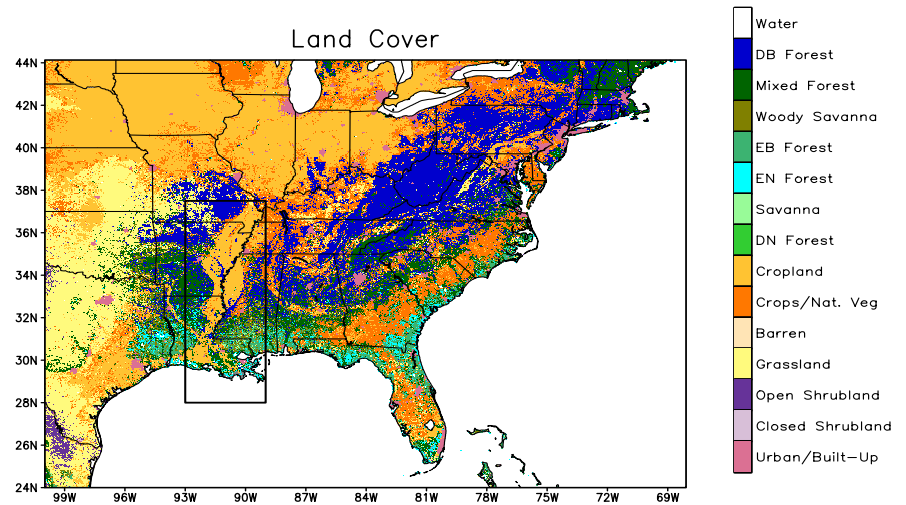 Land Cover
44N
42N
40N
38N
36N
34N
32N
30N
28N
26N
24N
99W 96W 93W 90W 87W 84W 81W 78W 75W 72W 69W
Water
DB Forest
Mixed Forest
Woody Savanna
EB Forest
EN Forest
Savanna
DN Forest
Cropland
Crops/Nat. Veg
Barren
Grassland
Open Shrubland
Closed Shrubland
Urban/Built-Up